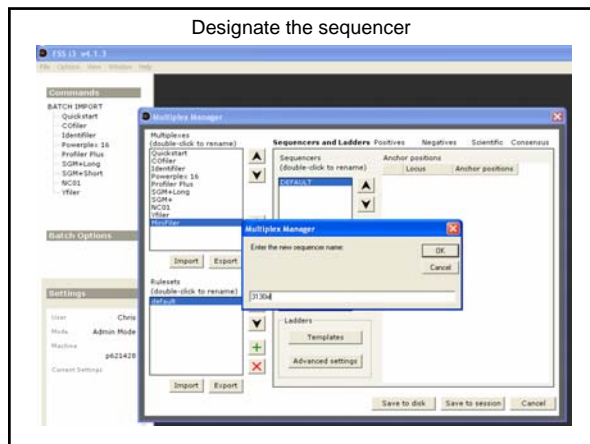 Designate the sequencer
FSS i3 v4.1.3
File Options View Window Help
Commands
BATCH IMPORT
Quickstart
COfiler
Identifiler
Powerplex 16
Profiler Plus
SGM+Long
SGM+Short
NC01
Yfiler
Batch Options
Settings
User Chris
Mode Admin Mode
Machine p621428
Current Settings
Multiplex Manager
Multiplexes
(double-click to rename)
Quickstart
COfiler
Identifiler
Powerplex 16
Profiler Plus
SGM+Long
SGM+
NC01
Yfiler
MiniFiler
Import Export
Rulesets
(double-click to rename)
default
Import Export
Sequencers and Ladders Positives Negatives Scientific Consensus
Sequencers
(double-click to rename)
DEFAULT
Anchor positions
Locus Anchor positions
Multiplex Manager
Enter the new sequencer name:
OK
Cancel
Ladders
Templates
Advanced settings
Save to disk Save to session Cancel